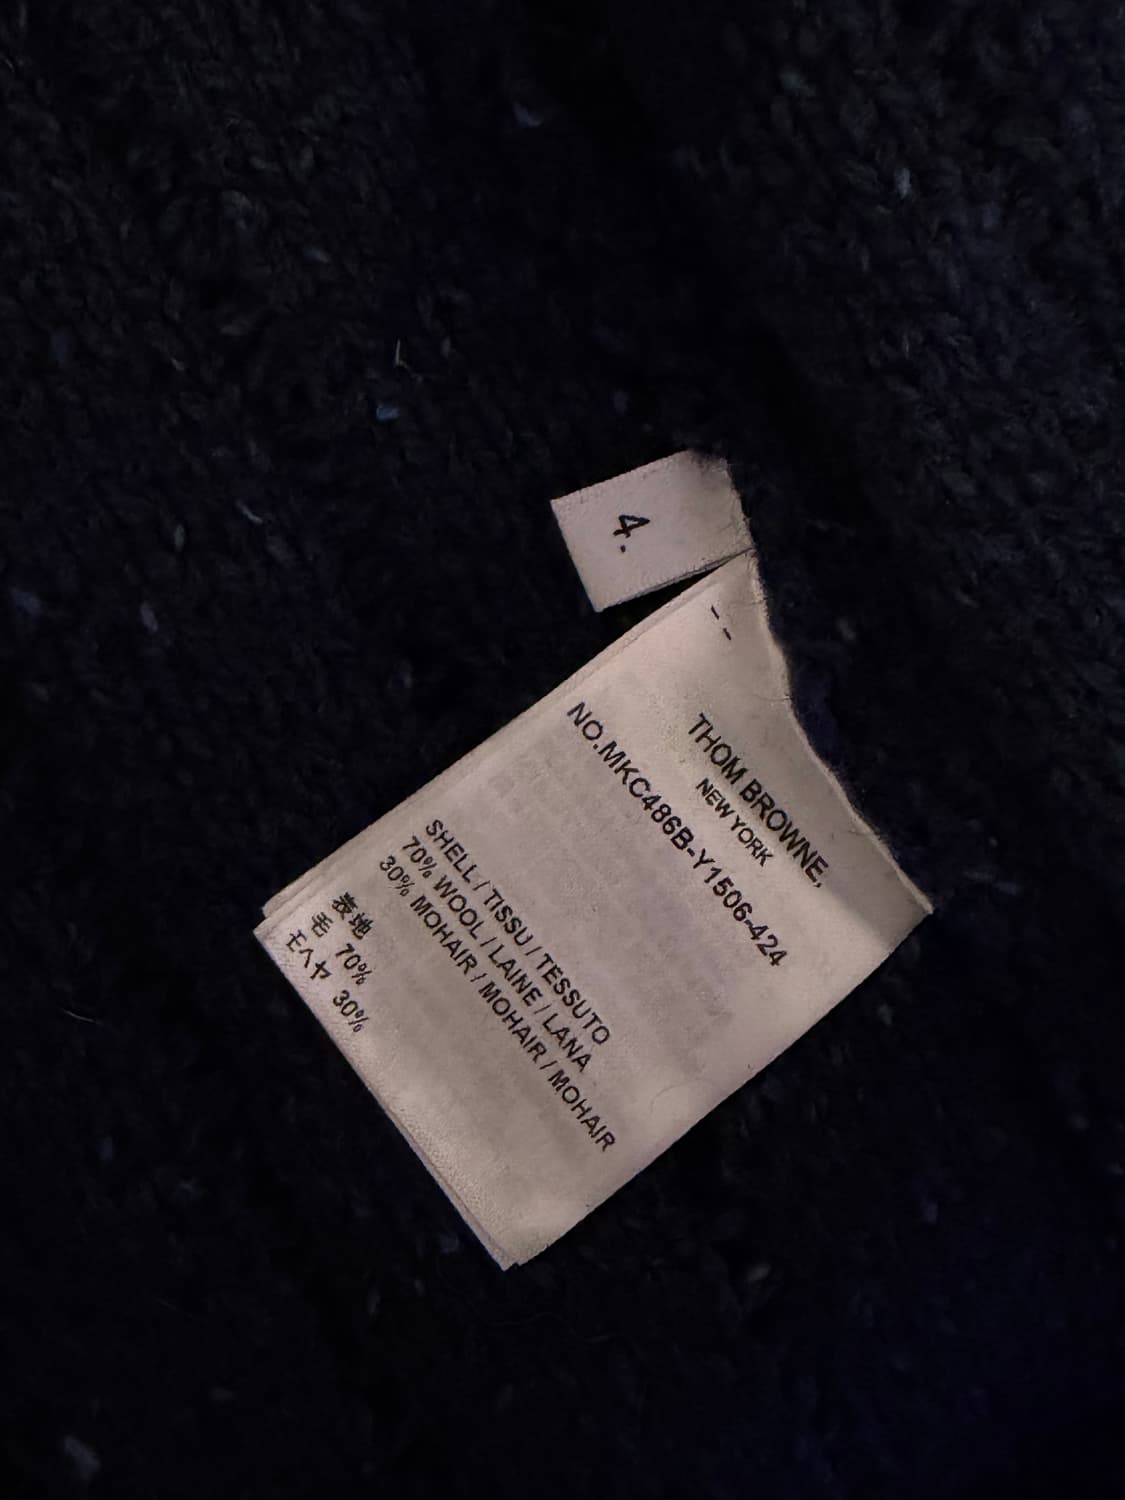 4.
THOM BROWNE.
NEW YORK
NO.MKC486B-Y1506-424
SHELL / TISSU / TESSUTO
70% WOOL / LAINE / LANA
30% MOHAIR / MOHAIR / MOHAIR
表地
毛 70%
モヘヤ 30%